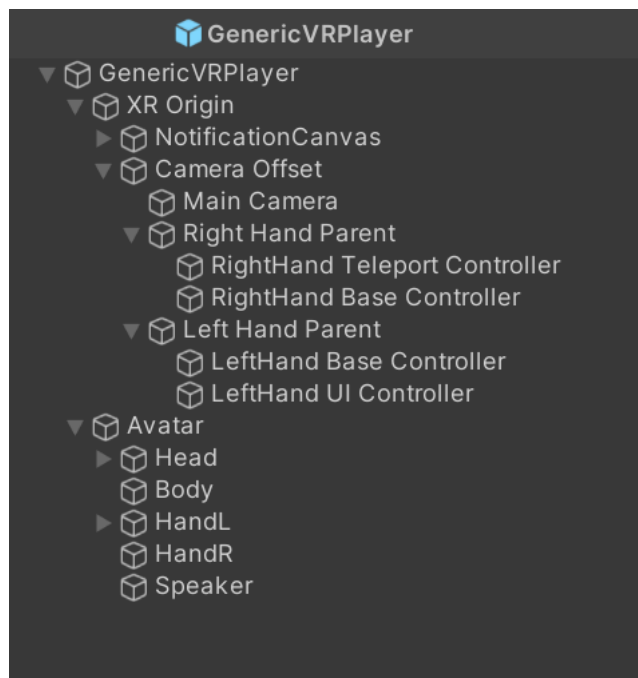 GenericVRPlayer
GenericVRPlayer
XR Origin
NotificationCanvas
Camera Offset
Main Camera
Right Hand Parent
RightHand Teleport Controller
RightHand Base Controller
Left Hand Parent
LeftHand Base Controller
LeftHand UI Controller
Avatar
Head
Body
HandL
HandR
Speaker